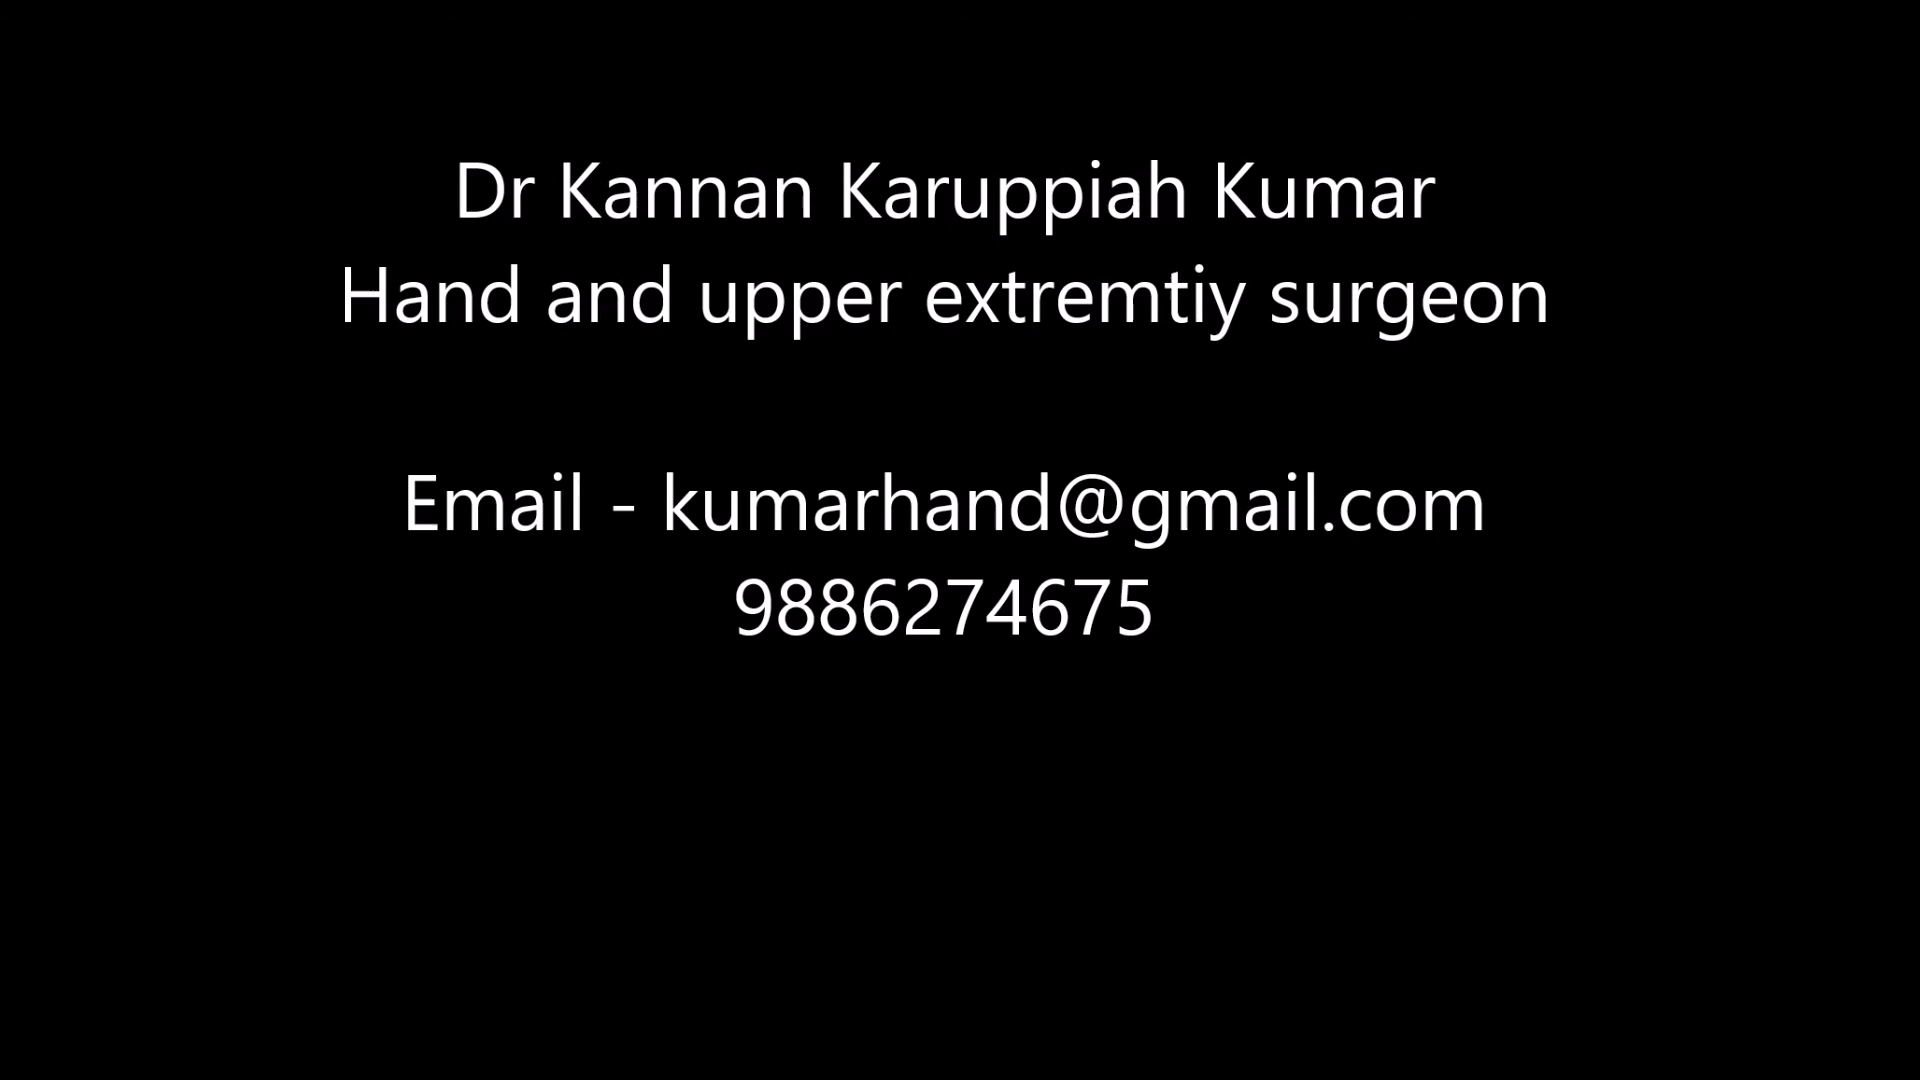 Dr Kannan Karuppiah Kumar
Hand and upper extremtiy surgeon
Email - kumarhand@gmail.com
9886274675